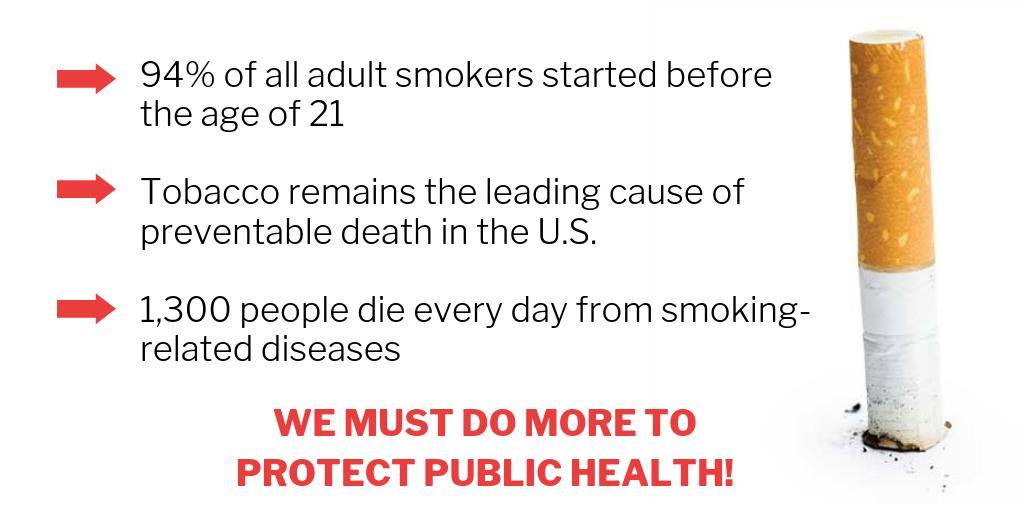 94% of all adult smokers started before
the age of 21
Tobacco remains the leading cause of
preventable death in the U.S.
1,300 people die every day from smoking-
related diseases
WE MUST DO MORE TO
PROTECT PUBLIC HEALTH!